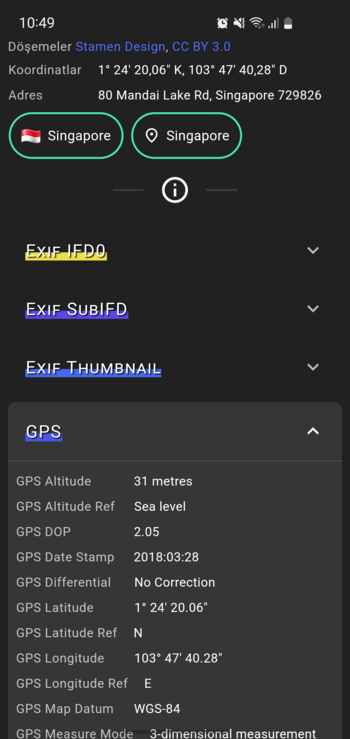 10:49
Döşemeler Stamen Design, CC BY 3.0
Koordinatlar 1° 24' 20,06" K, 103° 47' 40,28" D
Adres 80 Mandai Lake Rd, Singapore 729826
Singapore Singapore
Exif IFD0
Exif SubIFD
Exif Thumbnail
GPS
GPS Altitude 31 metres
GPS Altitude Ref Sea level
GPS DOP 2.05
GPS Date Stamp 2018:03:28
GPS Differential No Correction
GPS Latitude 1° 24' 20.06"
GPS Latitude Ref N
GPS Longitude 103° 47' 40.28"
GPS Longitude Ref E
GPS Map Datum WGS-84
GPS Measure Mode 3-dimensional measurement